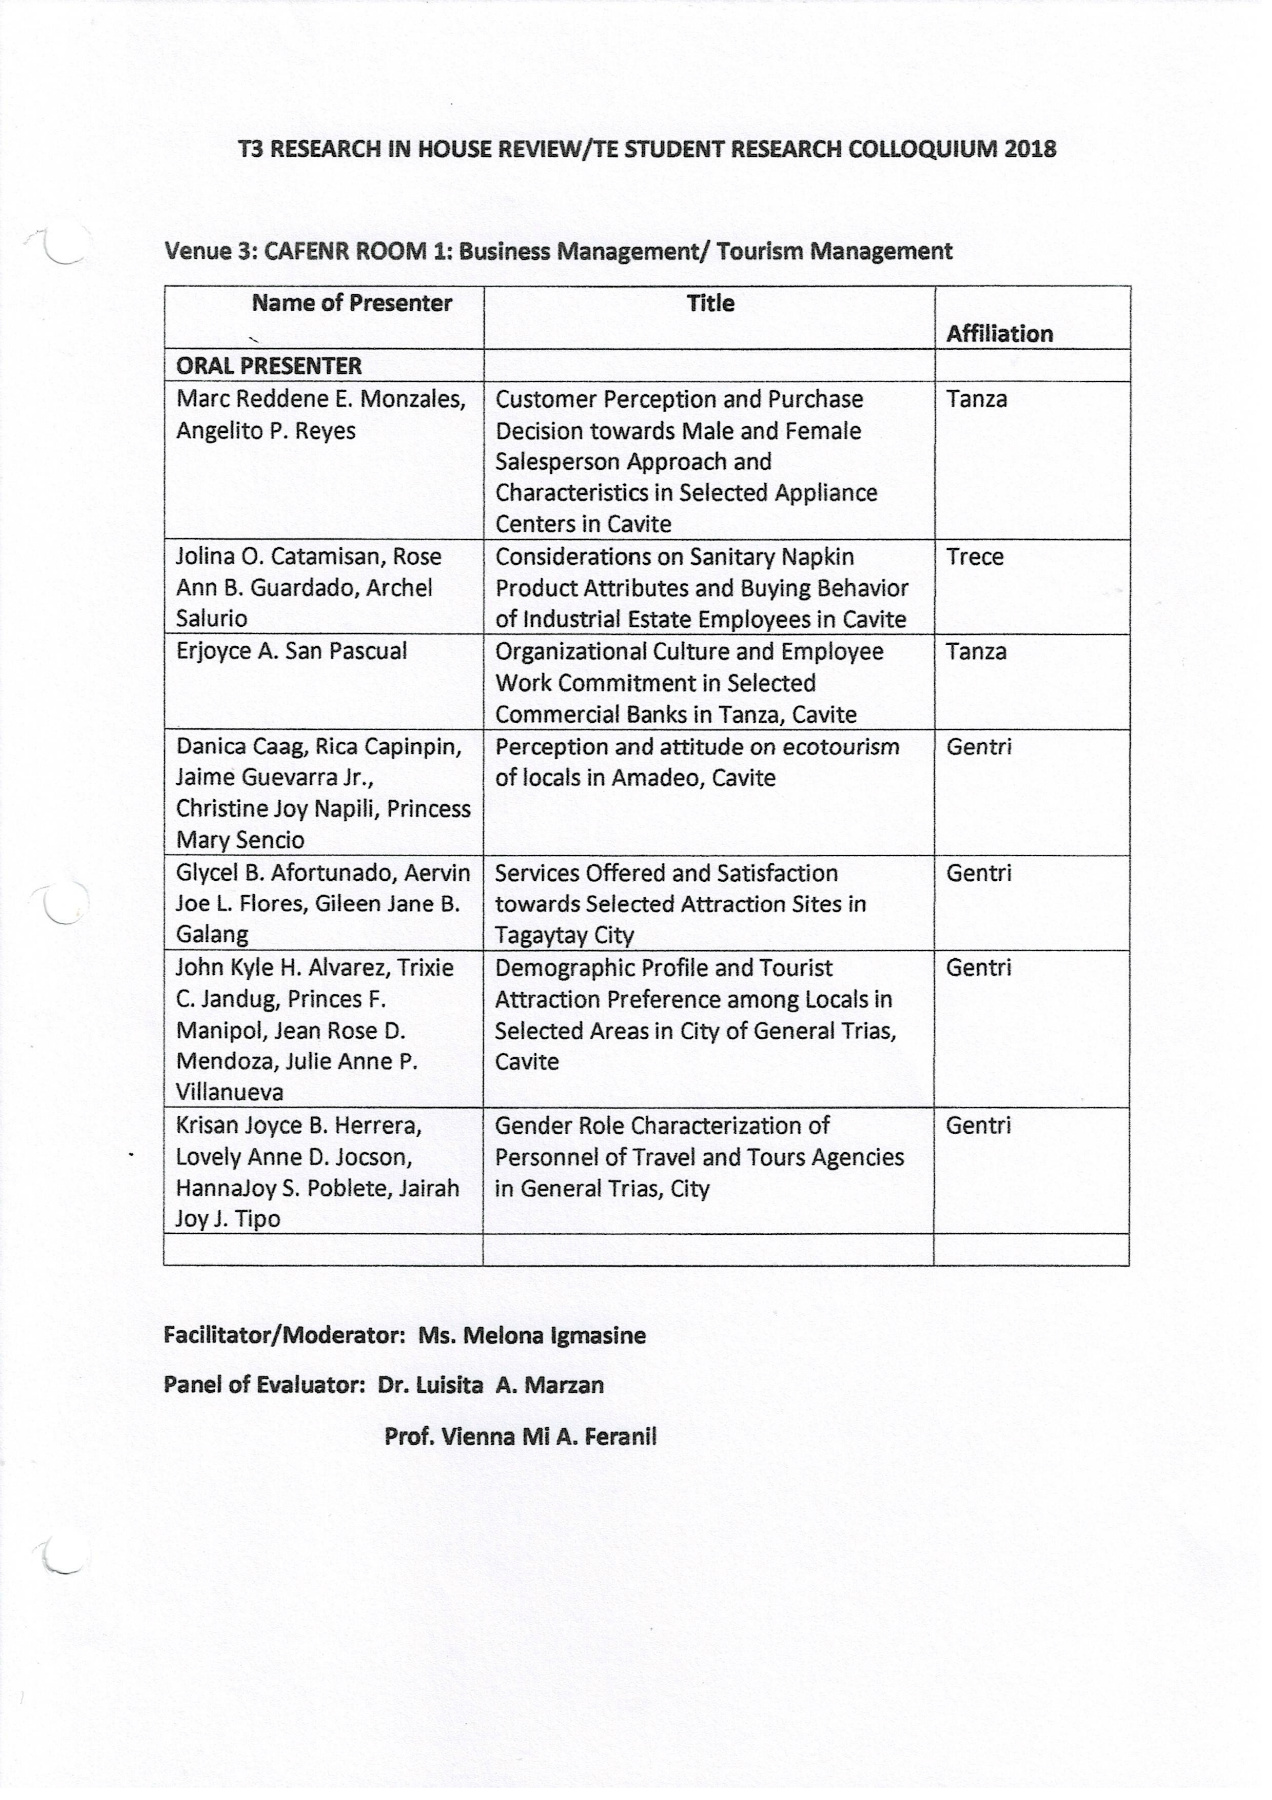 T3 RESEARCH IN HOUSE REVIEW/TE STUDENT RESEARCH COLLOQUIUM 2018
Venue 3: CAFENR ROOM 1: Business Management/ Tourism Management
Name of Presenter
Title
Affiliation
ORAL PRESENTER
Marc Reddene E. Monzales,
Angelito P. Reyes
Customer Perception and Purchase
Decision towards Male and Female
Salesperson Approach and
Characteristics in Selected Appliance
Centers in Cavite
Tanza
Jolina O. Catamisan, Rose
Ann B. Guardado, Archel
Salurio
Considerations on Sanitary Napkin
Product Attributes and Buying Behavior
of Industrial Estate Employees in Cavite
Trece
Erjoyce A. San Pascual
Organizational Culture and Employee
Work Commitment in Selected
Commercial Banks in Tanza, Cavite
Tanza
Danica Caag, Rica Capinpin,
Jaime Guevarra Jr.,
Christine Joy Napili, Princess
Mary Sencio
Perception and attitude on ecotourism
of locals in Amadeo, Cavite
Gentri
Glycel B. Afortunado, Aervin
Joe L. Flores, Gileen Jane B.
Galang
Services Offered and Satisfaction
towards Selected Attraction Sites in
Tagaytay City
Gentri
John Kyle H. Alvarez, Trixie
C. Jandug, Princes F.
Manipol, Jean Rose D.
Mendoza, Julie Anne P.
Villanueva
Demographic Profile and Tourist
Attraction Preference among Locals in
Selected Areas in City of General Trias,
Cavite
Gentri
Krisan Joyce B. Herrera,
Lovely Anne D. Jocson,
HannaJoy S. Poblete, Jairah
Joy J. Tipo
Gender Role Characterization of
Personnel of Travel and Tours Agencies
in General Trias, City
Gentri
Facilitator/Moderator: Ms. Melona Igmasine
Panel of Evaluator: Dr. Luisita A. Marzan
Prof. Vienna Mi A. Feranil